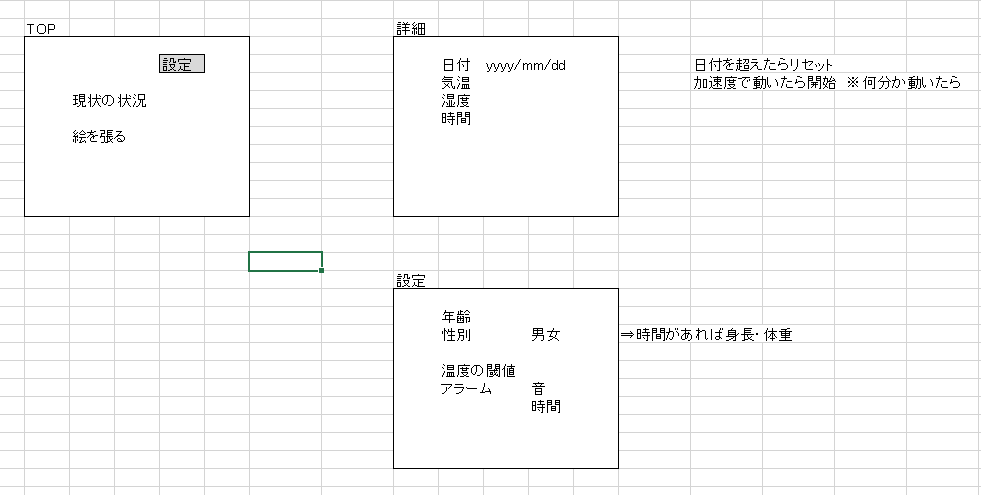 TOP
設定
現状の状況
絵を張る
詳細
日付 yyyy/mm/dd
気温
湿度
時間
日付を超えたらリセット
加速度で動いたら開始 ※何分か動いたら
設定
年齢
性別 男女
⇒時間があれば身長・体重
温度の閾値
アラーム 音
時間